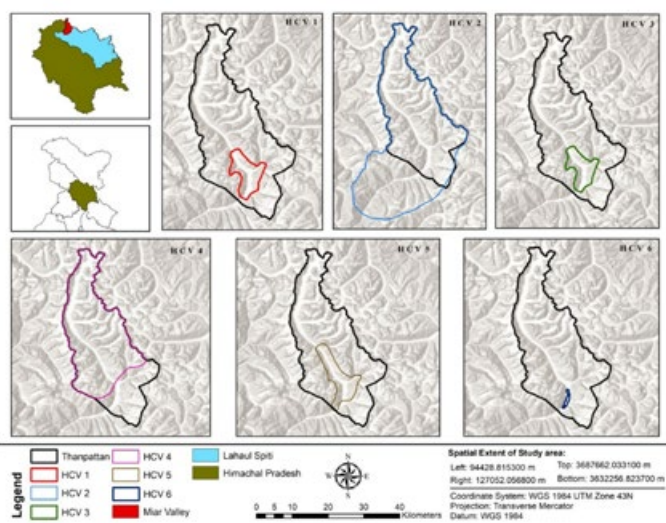 HCV 1
HCV 2
HCV 3
HCV 4
HCV 5
HCV 6
Legend
Thanpattan
HCV 1
HCV 2
HCV 3
HCV 4
HCV 5
HCV 6
Miar Valley
Lahaul Spiti
Himachal Pradesh
N
W
E
S
0 5 10 20 30 40
Kilometers
Spatial Extent of Study area:
Left: 94428.815300 m Top: 3687662.033100 m
Right: 127052.056800 m Bottom: 3632256.823700 m
Coordinate System: WGS 1984 UTM Zone 43N
Projection: Transverse Mercator
Datum: WGS 1984